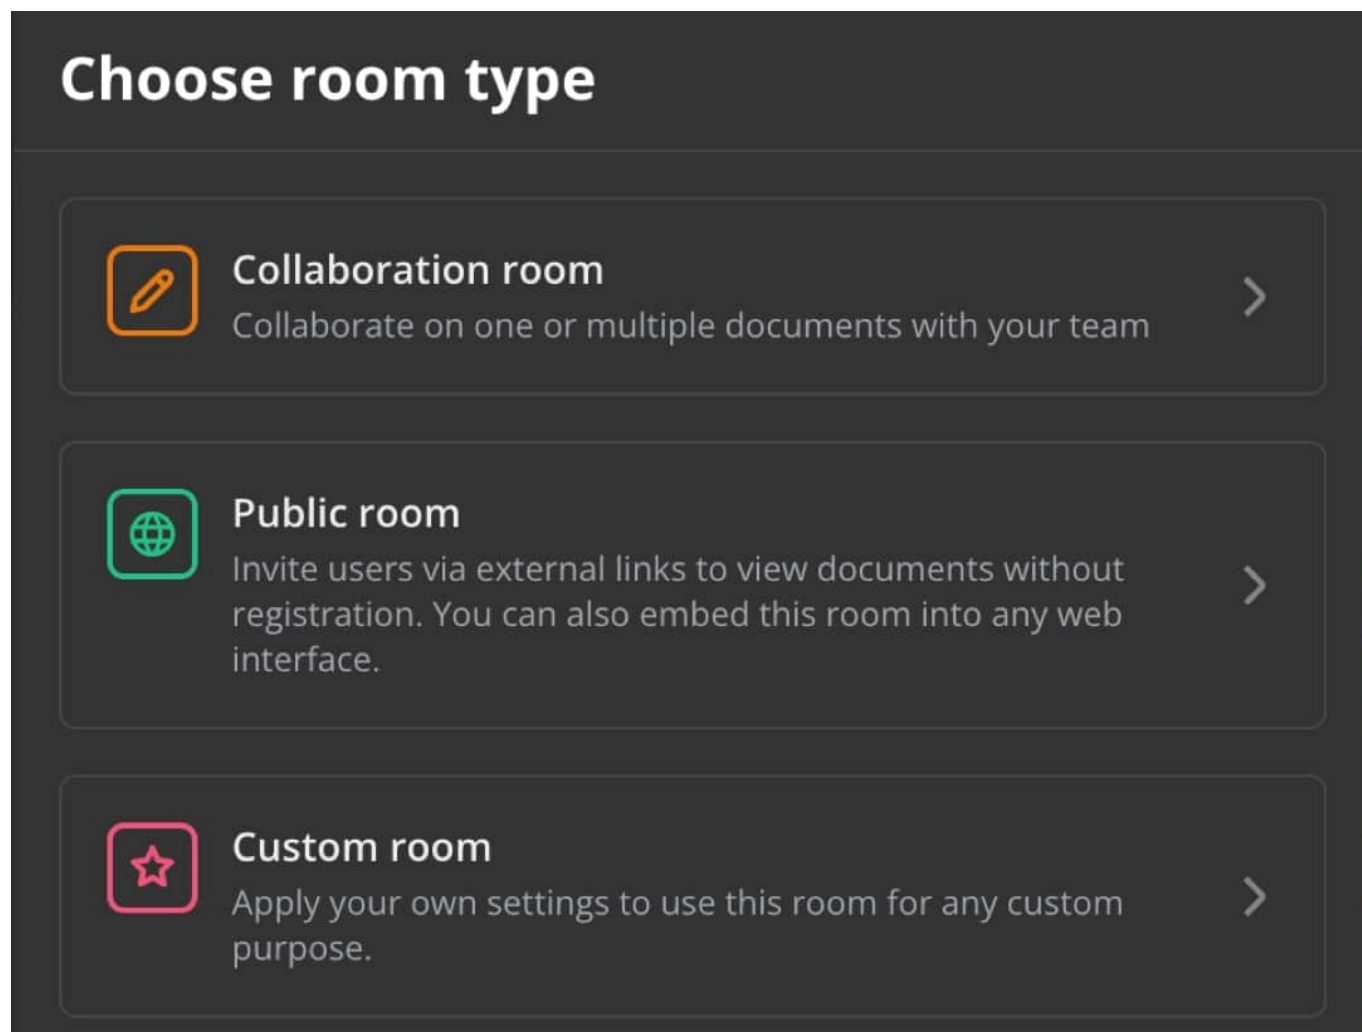 Choose room type
Collaboration room
Collaborate on one or multiple documents with your team
Public room
Invite users via external links to view documents without
registration. You can also embed this room into any web
interface.
Custom room
Apply your own settings to use this room for any custom
purpose.